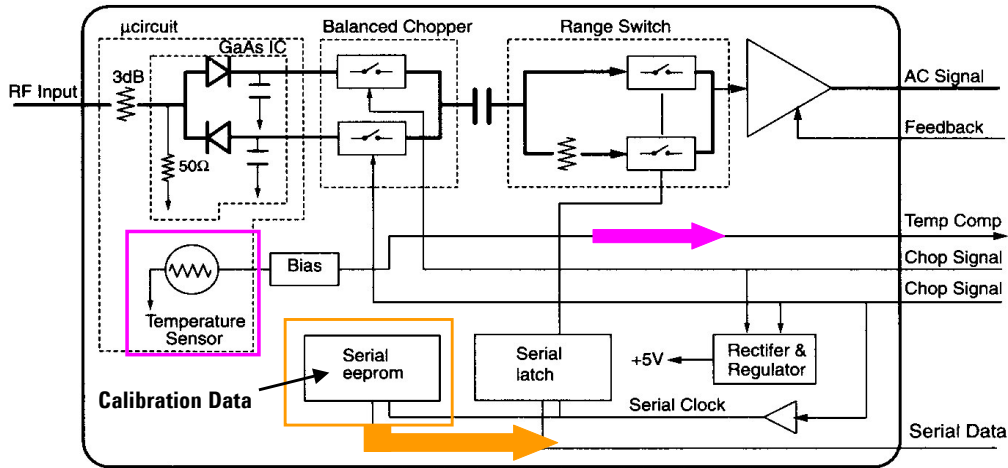 μcircuit
Balanced Chopper
Range Switch
GaAs IC
3dB
RF Input
AC Signal
Feedback
50Ω
Temp Comp
Bias
Chop Signal
Chop Signal
Temperature
Sensor
Serial
eeprom
Serial
latch
+5V
Rectifer &
Regulator
Calibration Data
Serial Clock
Serial Data